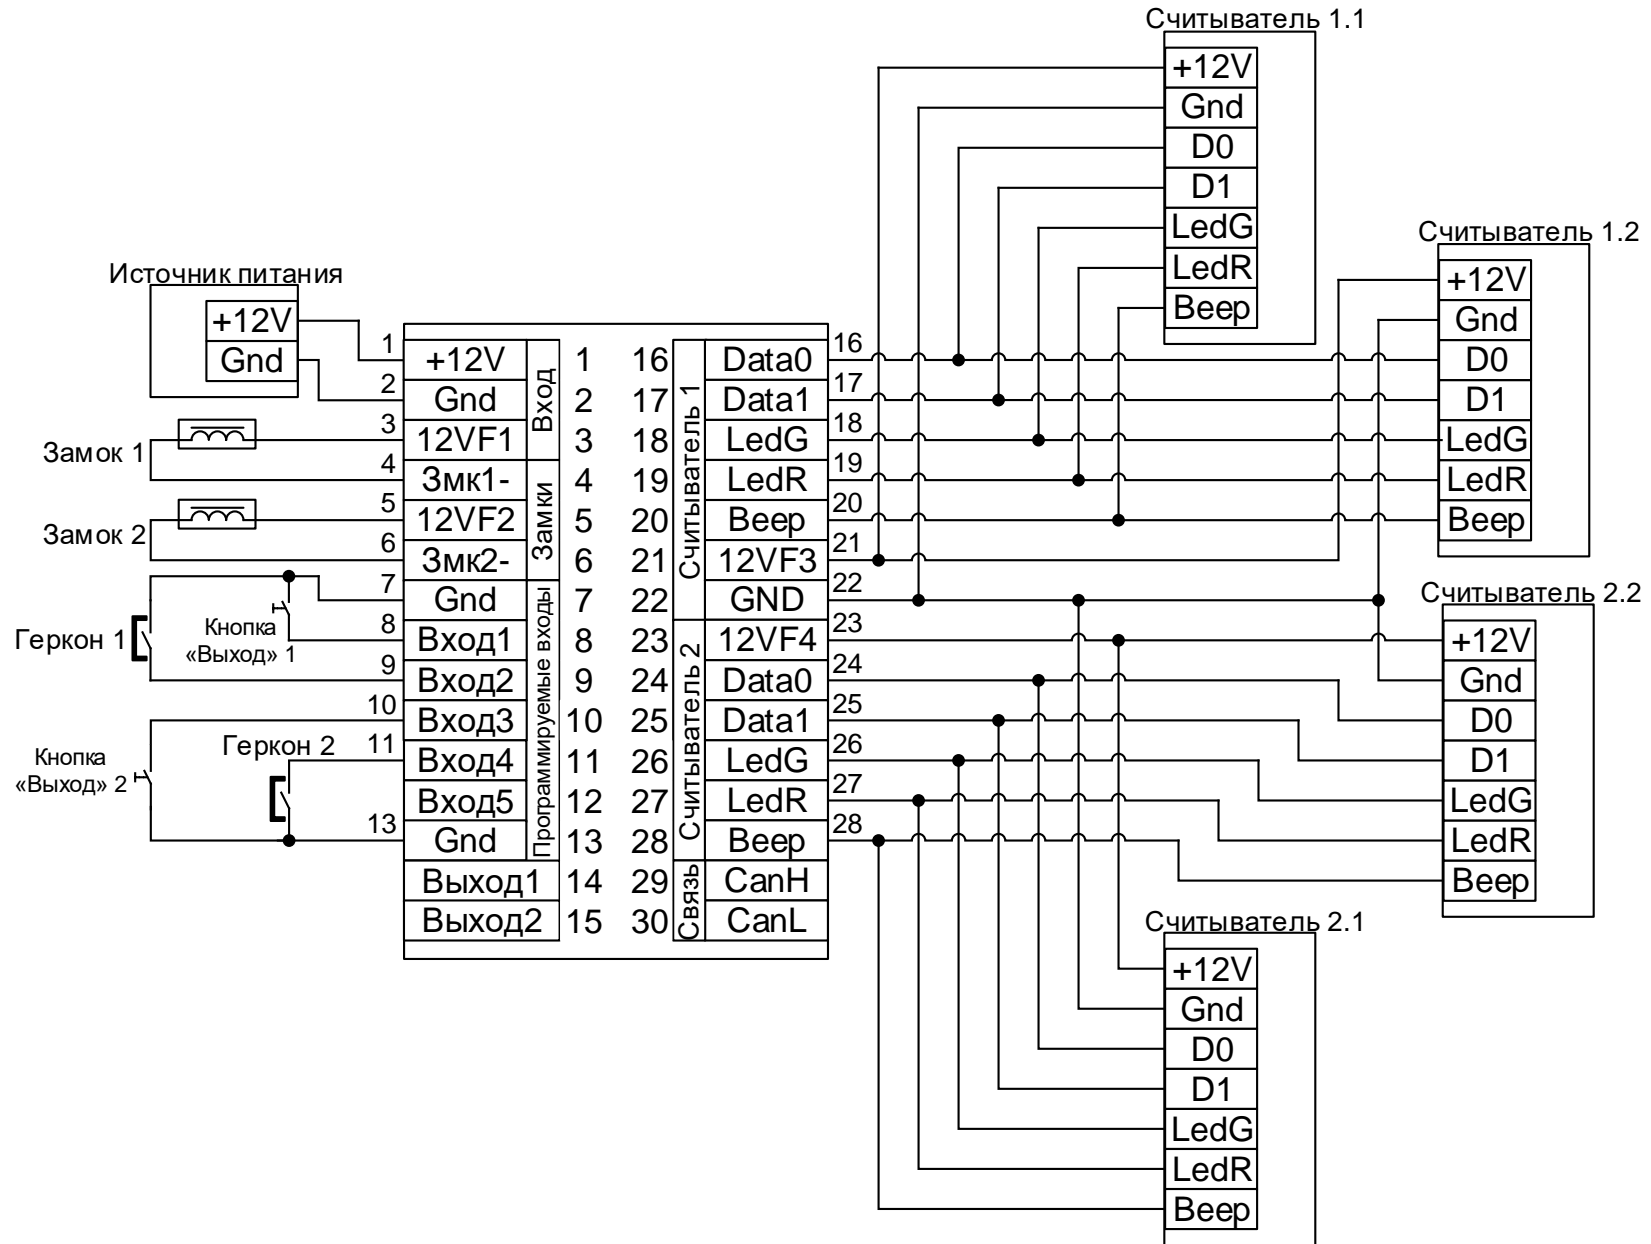 Считыватель 1.1
+12V
Gnd
D0
D1
LedG
LedR
Beep
Считыватель 1.2
+12V
Gnd
D0
D1
LedG
LedR
Beep
Источник питания
+12V
Gnd
Замок 1
Замок 2
Геркон 1
Кнопка
«Выход» 1
Кнопка
«Выход» 2
Геркон 2
1
2
3
4
5
6
7
8
9
10
11
13
+12V
Gnd
12VF1
Змк1-
12VF2
Змк2-
Gnd
Вход1
Вход2
Вход3
Вход4
Вход5
Gnd
Выход1
Выход2
Вход
Замки
Программируемые входы
1 16
2 17
3 18
4 19
5 20
6 21
7 22
8 23
9 24
10 25
11 26
12 27
13 28
14 29
15 30
Считыватель 1
Считыватель 2
Связь
Data0
Data1
LedG
LedR
Beep
12VF3
GND
12VF4
Data0
Data1
LedG
LedR
Beep
CanH
CanL
16
17
18
19
20
21
22
23
24
25
26
27
28
Считыватель 2.2
+12V
Gnd
D0
D1
LedG
LedR
Beep
Считыватель 2.1
+12V
Gnd
D0
D1
LedG
LedR
Beep